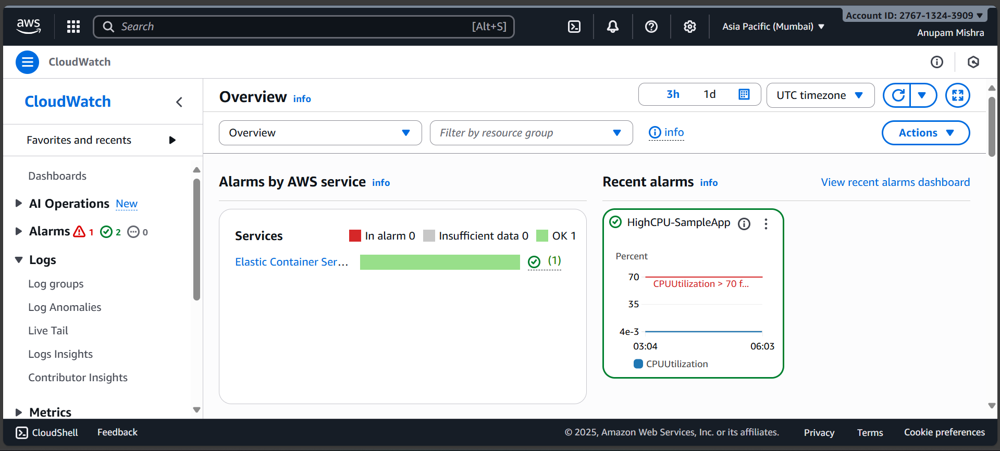 aws
Search [Alt+S]
Asia Pacific (Mumbai)
Account ID: 2767-1324-3909
Anupam Mishra
CloudWatch
CloudWatch
Favorites and recents
Dashboards
AI Operations New
Alarms 1 2 0
Logs
Log groups
Log Anomalies
Live Tail
Logs Insights
Contributor Insights
Metrics
Overview info
3h 1d
UTC timezone
Overview
Filter by resource group
info
Actions
Alarms by AWS service info
Services
In alarm 0 Insufficient data 0 OK 1
Elastic Container Ser... (1)
Recent alarms info
View recent alarms dashboard
HighCPU-SampleApp
Percent
70
CPUUtilization > 70 f...
35
4e-3
03:04 06:03
CPUUtilization
CloudShell Feedback
© 2025, Amazon Web Services, Inc. or its affiliates. Privacy Terms Cookie preferences